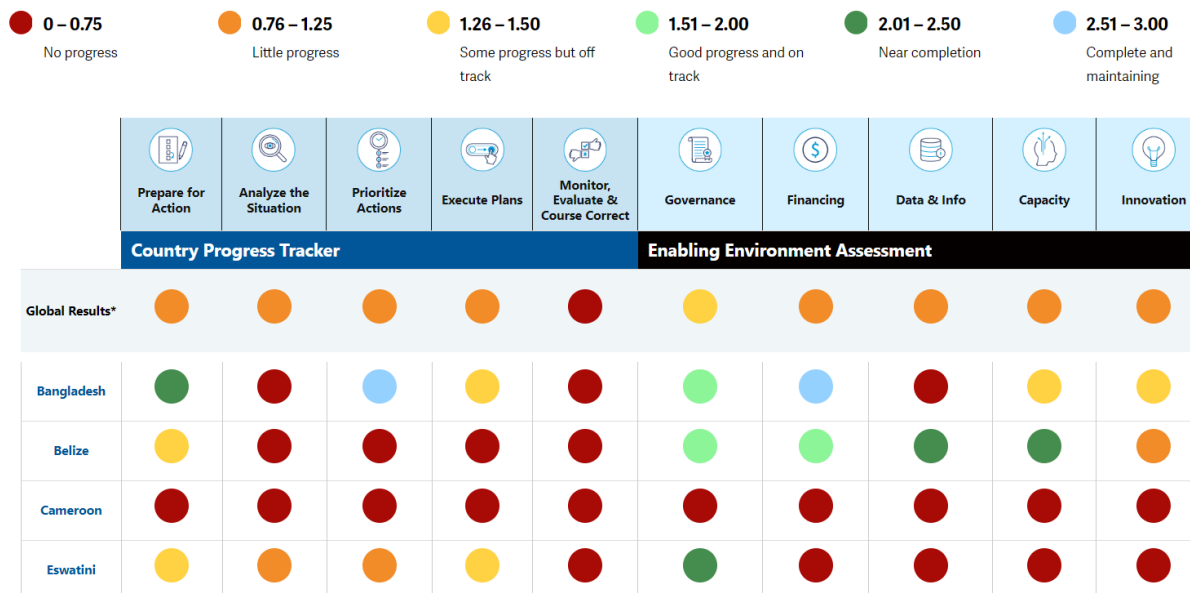 0 – 0.75
No progress
0.76 – 1.25
Little progress
1.26 – 1.50
Some progress but off
track
1.51 – 2.00
Good progress and on
track
2.01 – 2.50
Near completion
2.51 – 3.00
Complete and
maintaining
Prepare for
Action
Analyze the
Situation
Prioritize
Actions
Execute Plans
Monitor,
Evaluate &
Course Correct
Governance
Financing
Data & Info
Capacity
Innovation
Country Progress Tracker
Enabling Environment Assessment
Global Results*
Bangladesh
Belize
Cameroon
Eswatini